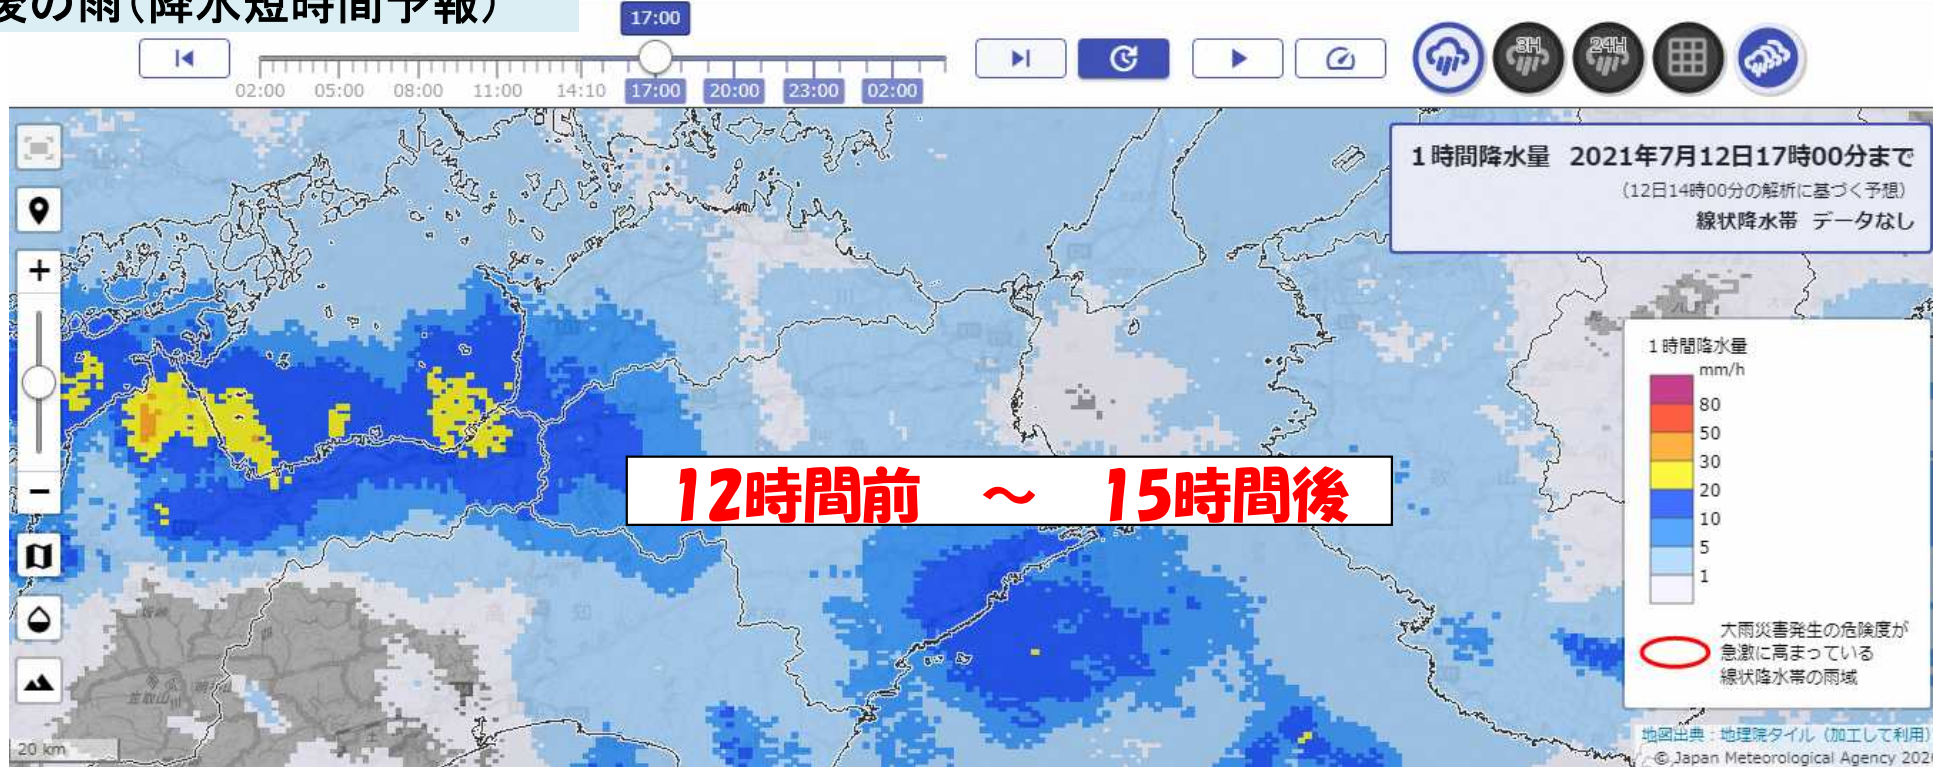 後の雨(降水短時間予報)
17:00
3H
24H
02:00 05:00 08:00 11:00 14:10 17:00 20:00 23:00 02:00
1時間降水量 2021年7月12日17時00分まで
(12日14時00分の解析に基づく予想)
線状降水帯 データなし
1時間降水量
mm/h
80
50
30
20
10
5
1
12時間前 ～ 15時間後
大雨災害発生の危険度が
急激に高まっている
線状降水帯の雨域
20 km
地図出典:地理院タイル(加工して利用)
© Japan Meteorological Agency 202